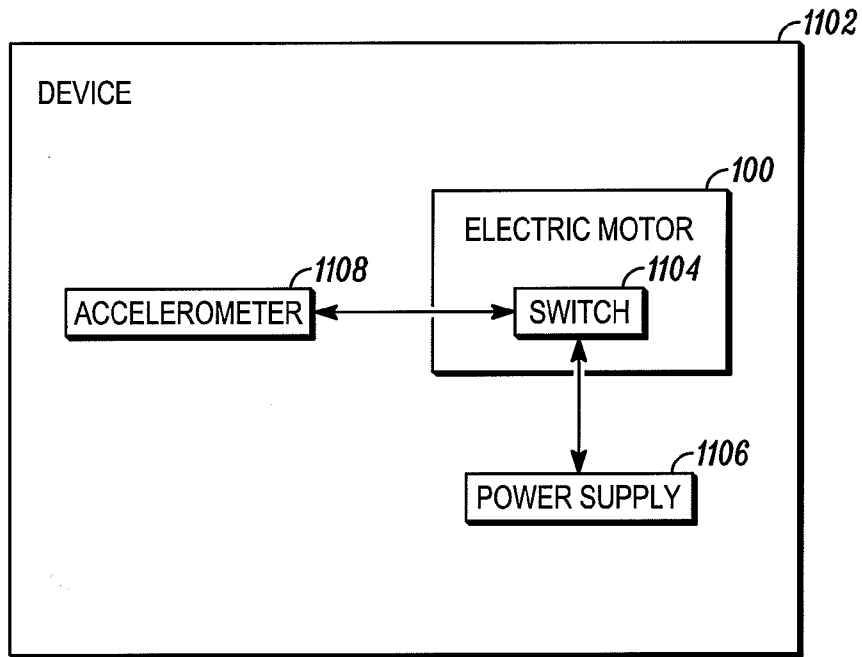 1102
DEVICE
100
ELECTRIC MOTOR
1108
1104
ACCELEROMETER
SWITCH
1106
POWER SUPPLY